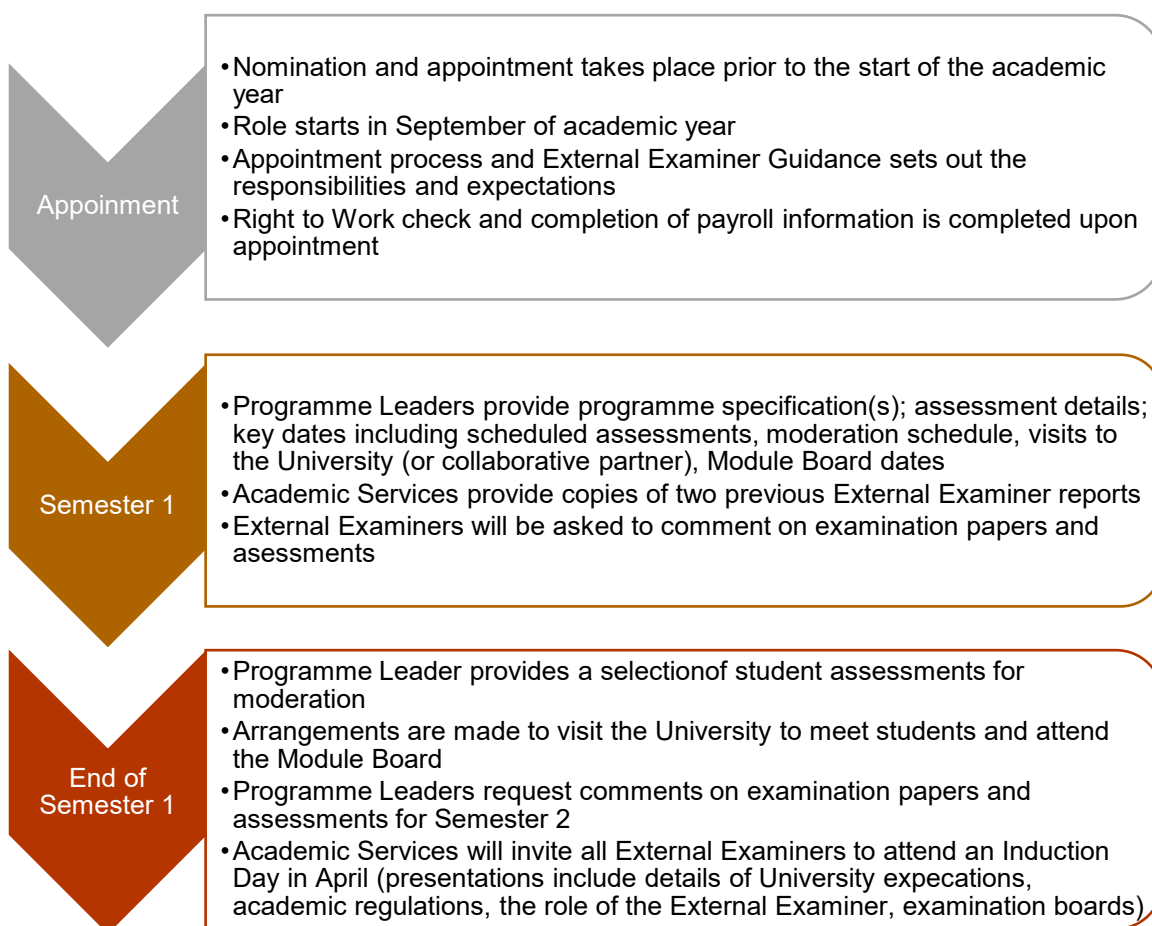 Appoinment
•Nomination and appointment takes place prior to the start of the academic
year
•Role starts in September of academic year
•Appointment process and External Examiner Guidance sets out the
responsibilities and expectations
•Right to Work check and completion of payroll information is completed upon
appointment
Semester 1
•Programme Leaders provide programme specification(s); assessment details;
key dates including scheduled assessments, moderation schedule, visits to
the University (or collaborative partner), Module Board dates
•Academic Services provide copies of two previous External Examiner reports
•External Examiners will be asked to comment on examination papers and
asessments
End of
Semester 1
•Programme Leader provides a selectionof student assessments for
moderation
•Arrangements are made to visit the University to meet students and attend
the Module Board
•Programme Leaders request comments on examination papers and
assessments for Semester 2
•Academic Services will invite all External Examiners to attend an Induction
Day in April (presentations include details of University expecations,
academic regulations, the role of the External Examiner, examination boards)